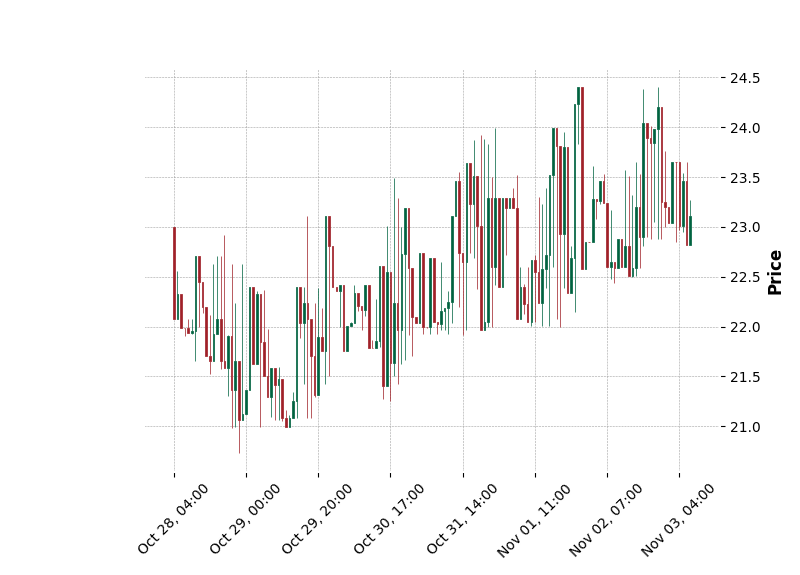 24.5
24.0
23.5
23.0
22.5
22.0
21.5
21.0
Price
Oct 28, 04:00
Oct 29, 00:00
Oct 29, 20:00
Oct 30, 17:00
Oct 31, 14:00
Nov 01, 11:00
Nov 02, 07:00
Nov 03, 04:00